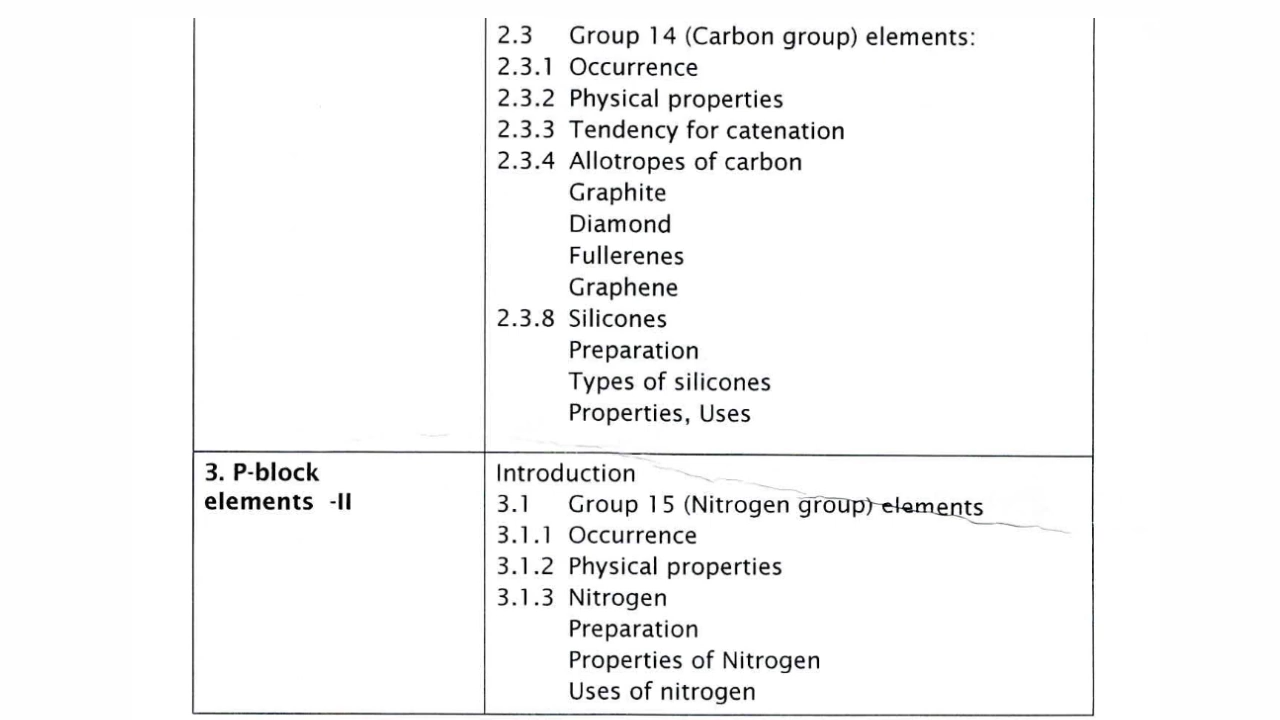 2.3 Group 14 (Carbon group) elements:
2.3.1 Occurrence
2.3.2 Physical properties
2.3.3 Tendency for catenation
2.3.4 Allotropes of carbon
Graphite
Diamond
Fullerenes
Graphene
2.3.8 Silicones
Preparation
Types of silicones
Properties, Uses
3. P-block
elements -II
Introduction
3.1 Group 15 (Nitrogen group) elements
3.1.1 Occurrence
3.1.2 Physical properties
3.1.3 Nitrogen
Preparation
Properties of Nitrogen
Uses of nitrogen